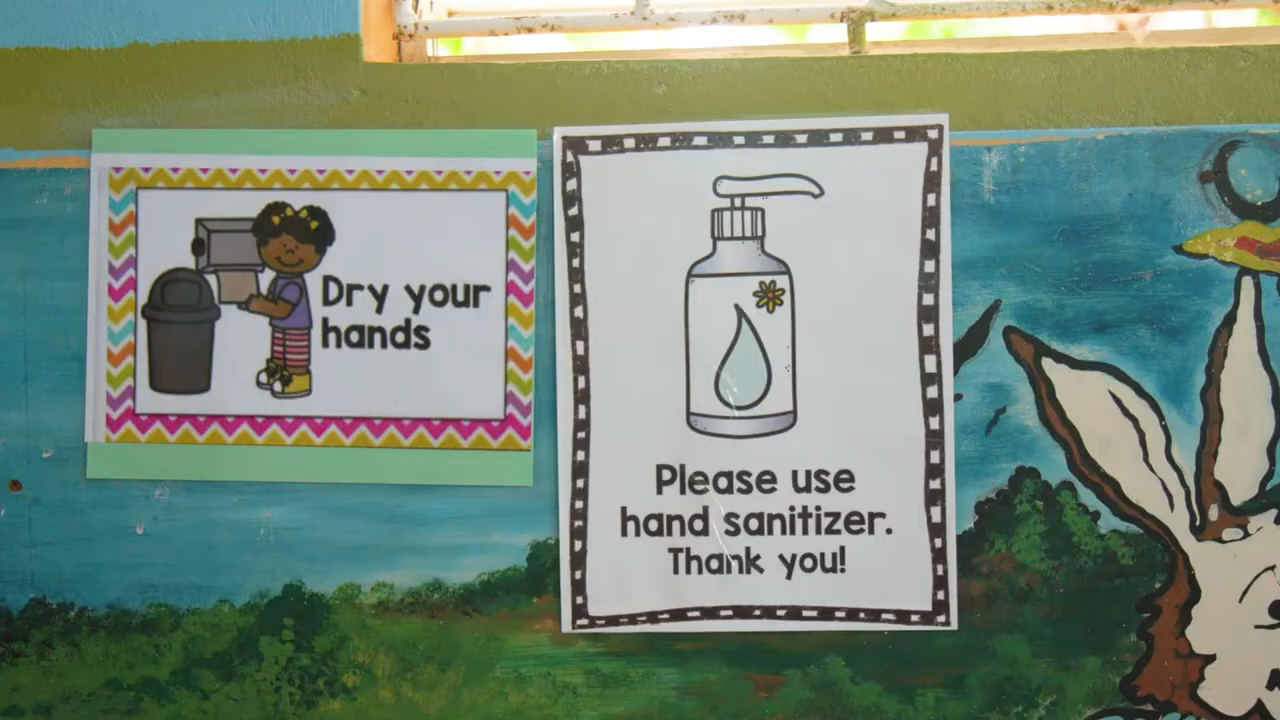 Dry your
hands
Please use
hand sanitizer.
Thank you!